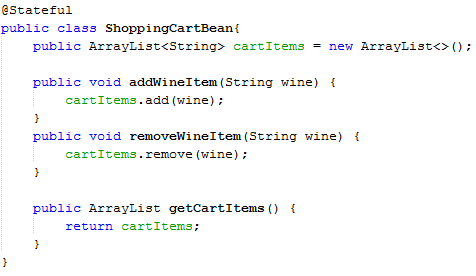 @Stateful
public class ShoppingCartBean{
    public ArrayList<String> cartItems = new ArrayList<>();

    public void addWineItem(String wine) {
        cartItems.add(wine);
    }
    public void removeWineItem(String wine) {
        cartItems.remove(wine);
    }

    public ArrayList getCartItems() {
        return cartItems;
    }
}